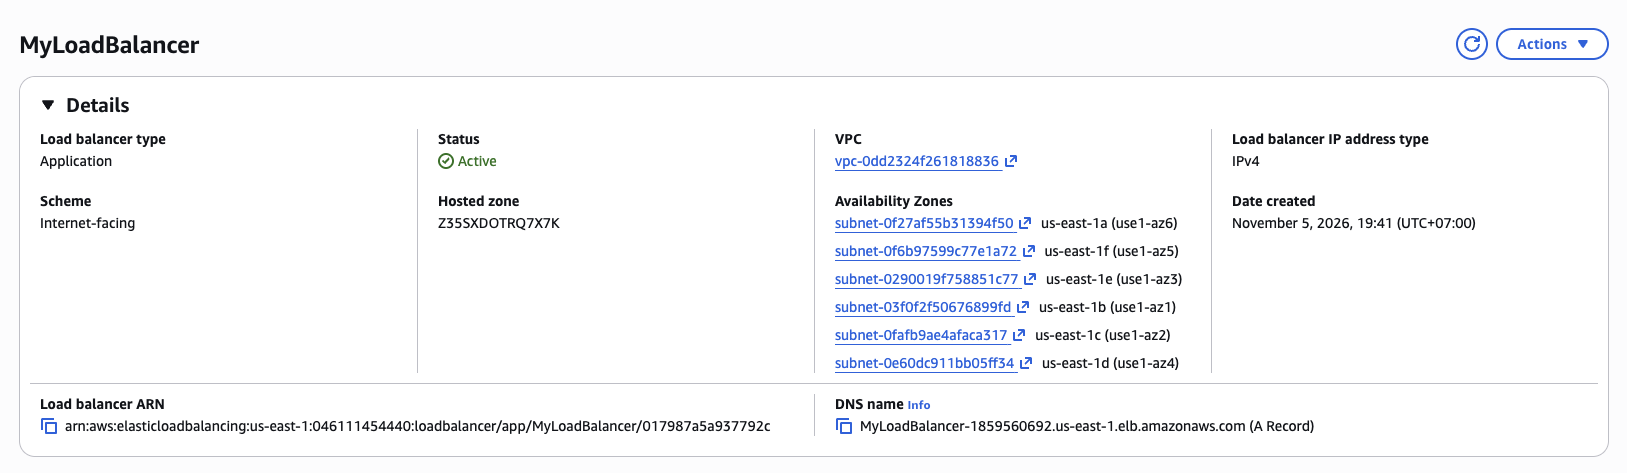 MyLoadBalancer
Actions
Details
Load balancer type
Application
Status
Active
VPC
vpc-0dd2324f261818836
Load balancer IP address type
IPv4
Scheme
Internet-facing
Hosted zone
Z35SXDOTRQ7X7K
Availability Zones
subnet-0f27af55b31394f50 us-east-1a (use1-az6)
subnet-0f6b97599c77e1a72 us-east-1f (use1-az5)
subnet-0290019f758851c77 us-east-1e (use1-az3)
subnet-03f0f2f50676899fd us-east-1b (use1-az1)
subnet-0fafb9ae4afaca317 us-east-1c (use1-az2)
subnet-0e60dc911bb05ff34 us-east-1d (use1-az4)
Date created
November 5, 2026, 19:41 (UTC+07:00)
Load balancer ARN
arn:aws:elasticloadbalancing:us-east-1:046111454440:loadbalancer/app/MyLoadBalancer/017987a5a937792c
DNS name Info
MyLoadBalancer-1859560692.us-east-1.elb.amazonaws.com (A Record)